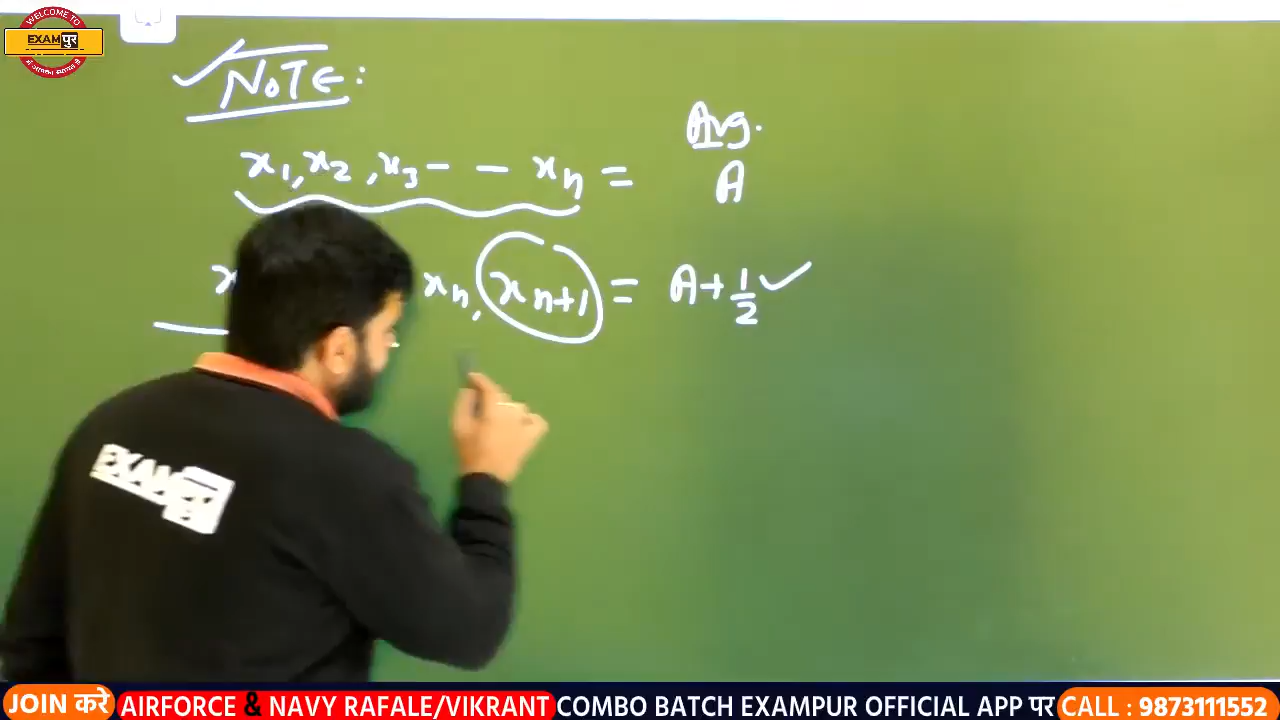 WELCOME TO
EXAMपुर
NOTE:
Avg.
x₁, x₂, x₃ - - xₙ = A
xₙ, xₙ₊₁ = A + 1/2 ✓
EXAMपुर
JOIN करे AIRFORCE & NAVY RAFALE/VIKRANT COMBO BATCH EXAMPUR OFFICIAL APP पर CALL : 9873111552